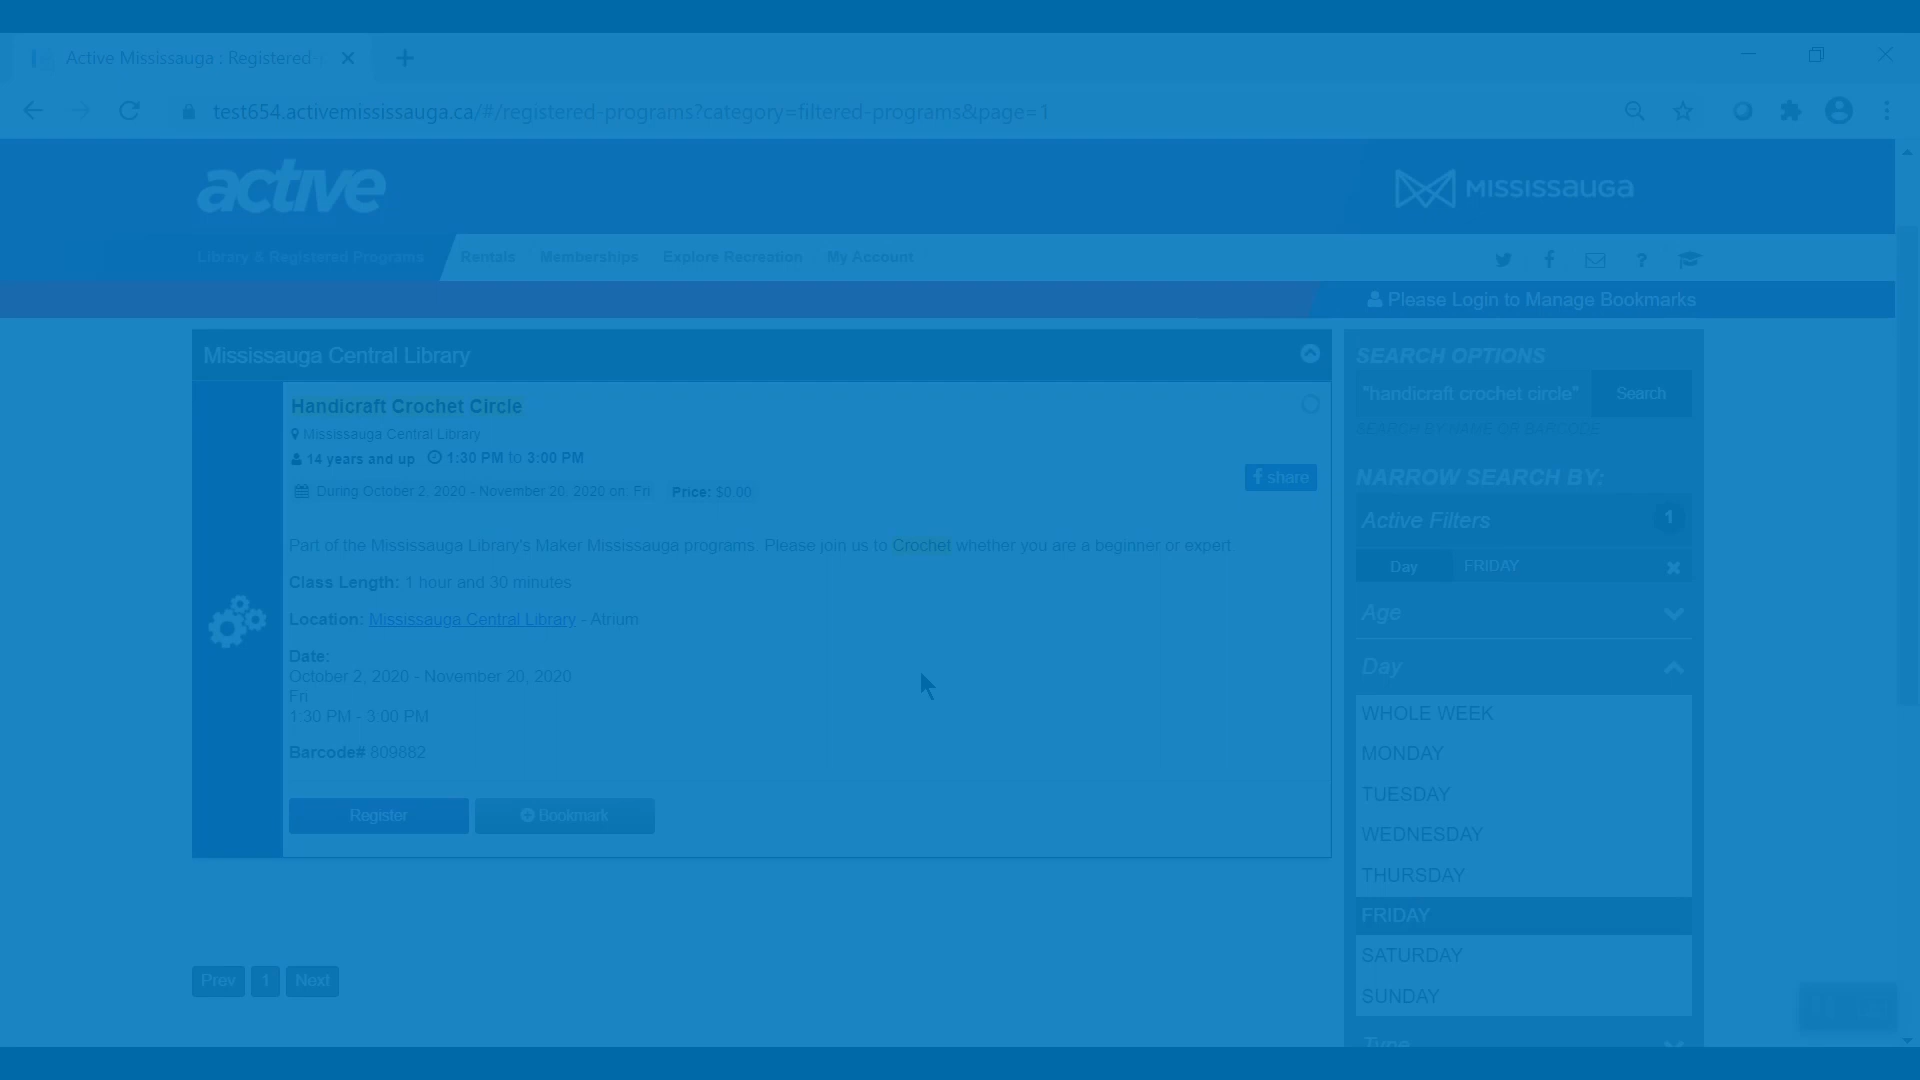 Active Mississauga : Registered
test654.activemississauga.ca/#/registered-programs?category=filtered-programs&page=1
active
MISSISSAUGA
Library & Registered Programs
Rentals
Memberships
Explore Recreation
My Account
Please Login to Manage Bookmarks
Mississauga Central Library
Handicraft Crochet Circle
Mississauga Central Library
14 years and up 1:30 PM to 3:00 PM
During October 2, 2020 - November 20, 2020 on: Fri Price: $0.00
share
Part of the Mississauga Library's Maker Mississauga programs. Please join us to Crochet whether you are a beginner or expert
Class Length: 1 hour and 30 minutes
Location: Mississauga Central Library - Atrium
Date:
October 2, 2020 - November 20, 2020
Fri
1:30 PM - 3:00 PM
Barcode# 809882
Register
Bookmark
Prev
1
Next
SEARCH OPTIONS
"handicraft crochet circle"
Search
SEARCH BY NAME OR BARCODE
NARROW SEARCH BY:
Active Filters
1
Day FRIDAY
Age
Day
WHOLE WEEK
MONDAY
TUESDAY
WEDNESDAY
THURSDAY
FRIDAY
SATURDAY
SUNDAY
Type